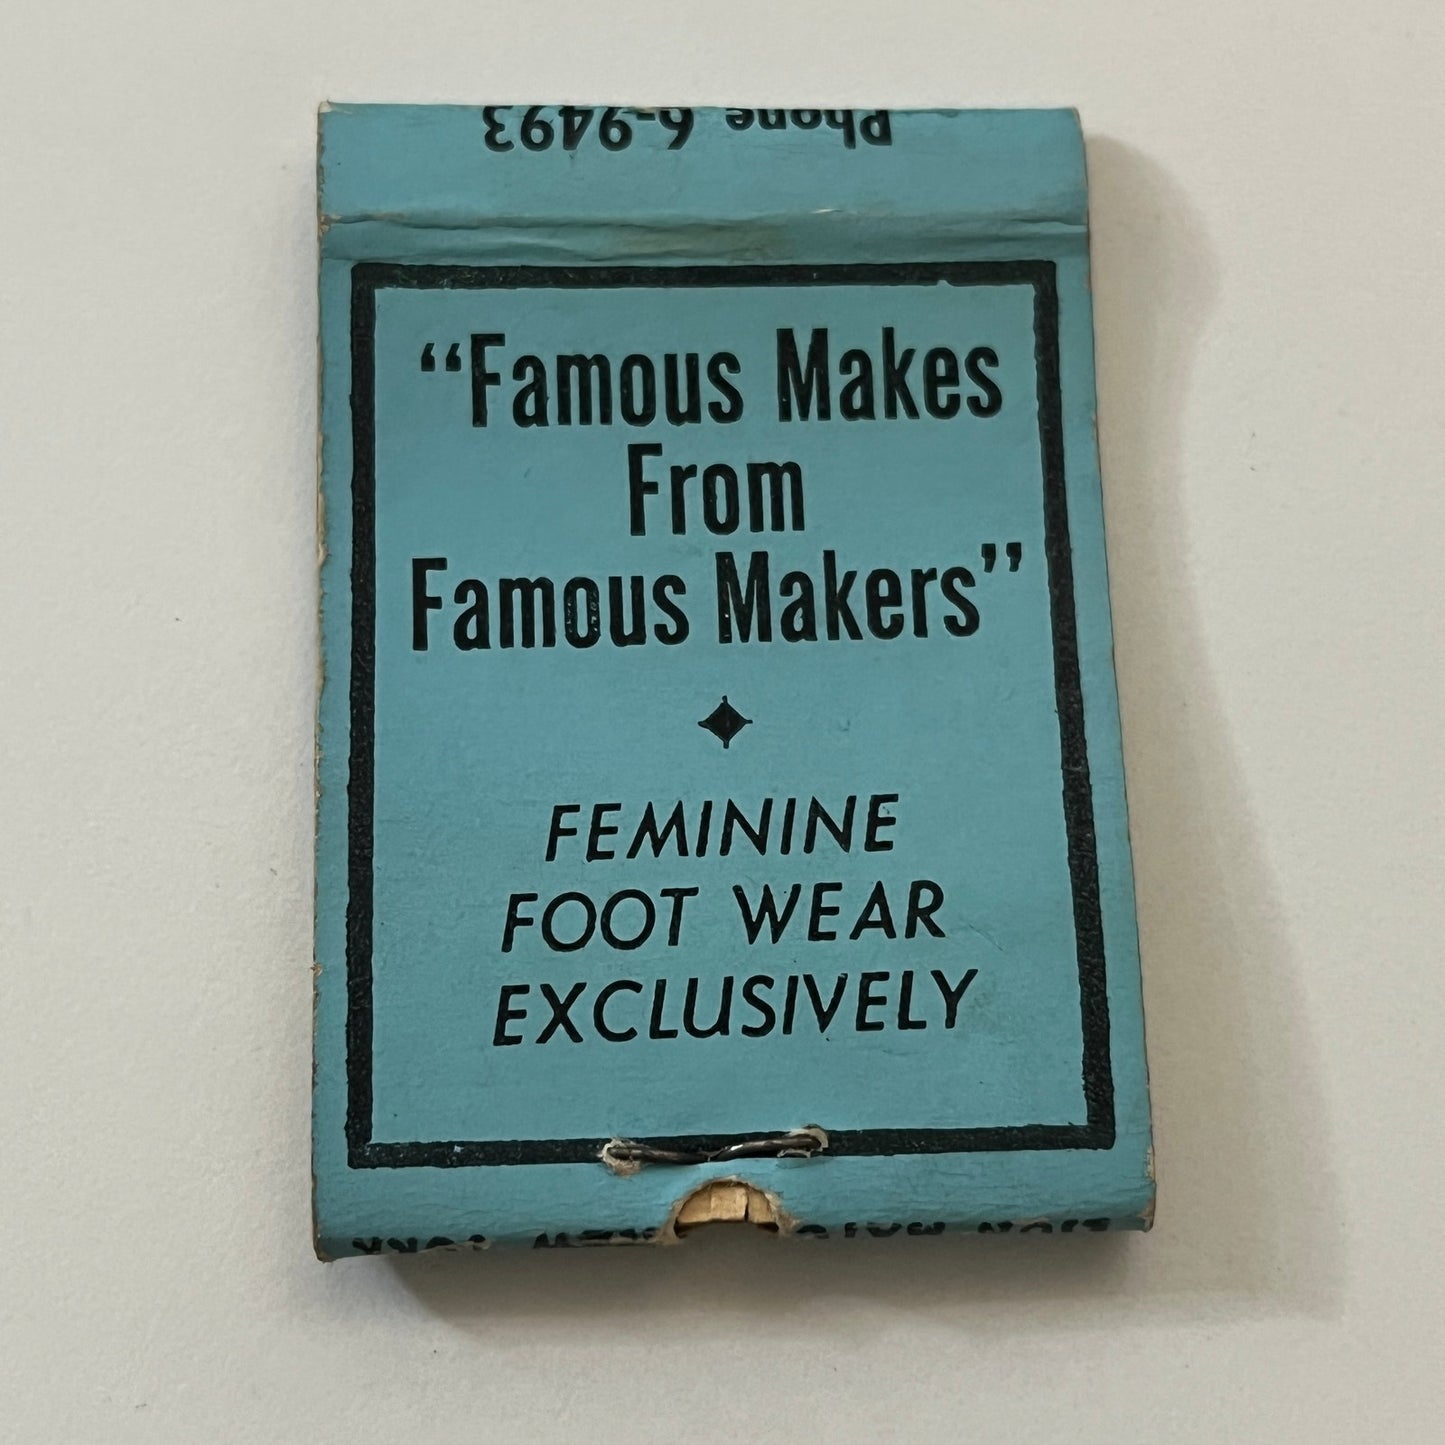 Phone 6-9493
“Famous Makes
From
Famous Makers”
FEMININE
FOOT WEAR
EXCLUSIVELY